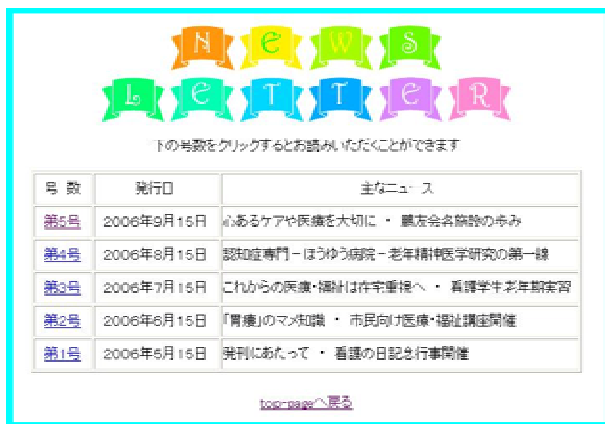 NEWS
LETTER
下の号数をクリックするとお読みいただくことができます
号 数 発行日 主なニュース
第5号 2006年9月15日 心あるケアや医療を大切に ・ 鵬友会各施設の歩み
第4号 2006年8月15日 認知症専門－ほうゆう病院－老年精神医学研究の第一線
第3号 2006年7月15日 これからの医療・福祉は在宅重視へ ・ 看護学生老年期実習
第2号 2006年6月15日 「胃瘻」のマメ知識 ・ 市民向け医療・福祉講座開催
第1号 2006年5月15日 発刊にあたって ・ 看護の日記念行事開催
top-pageへ戻る